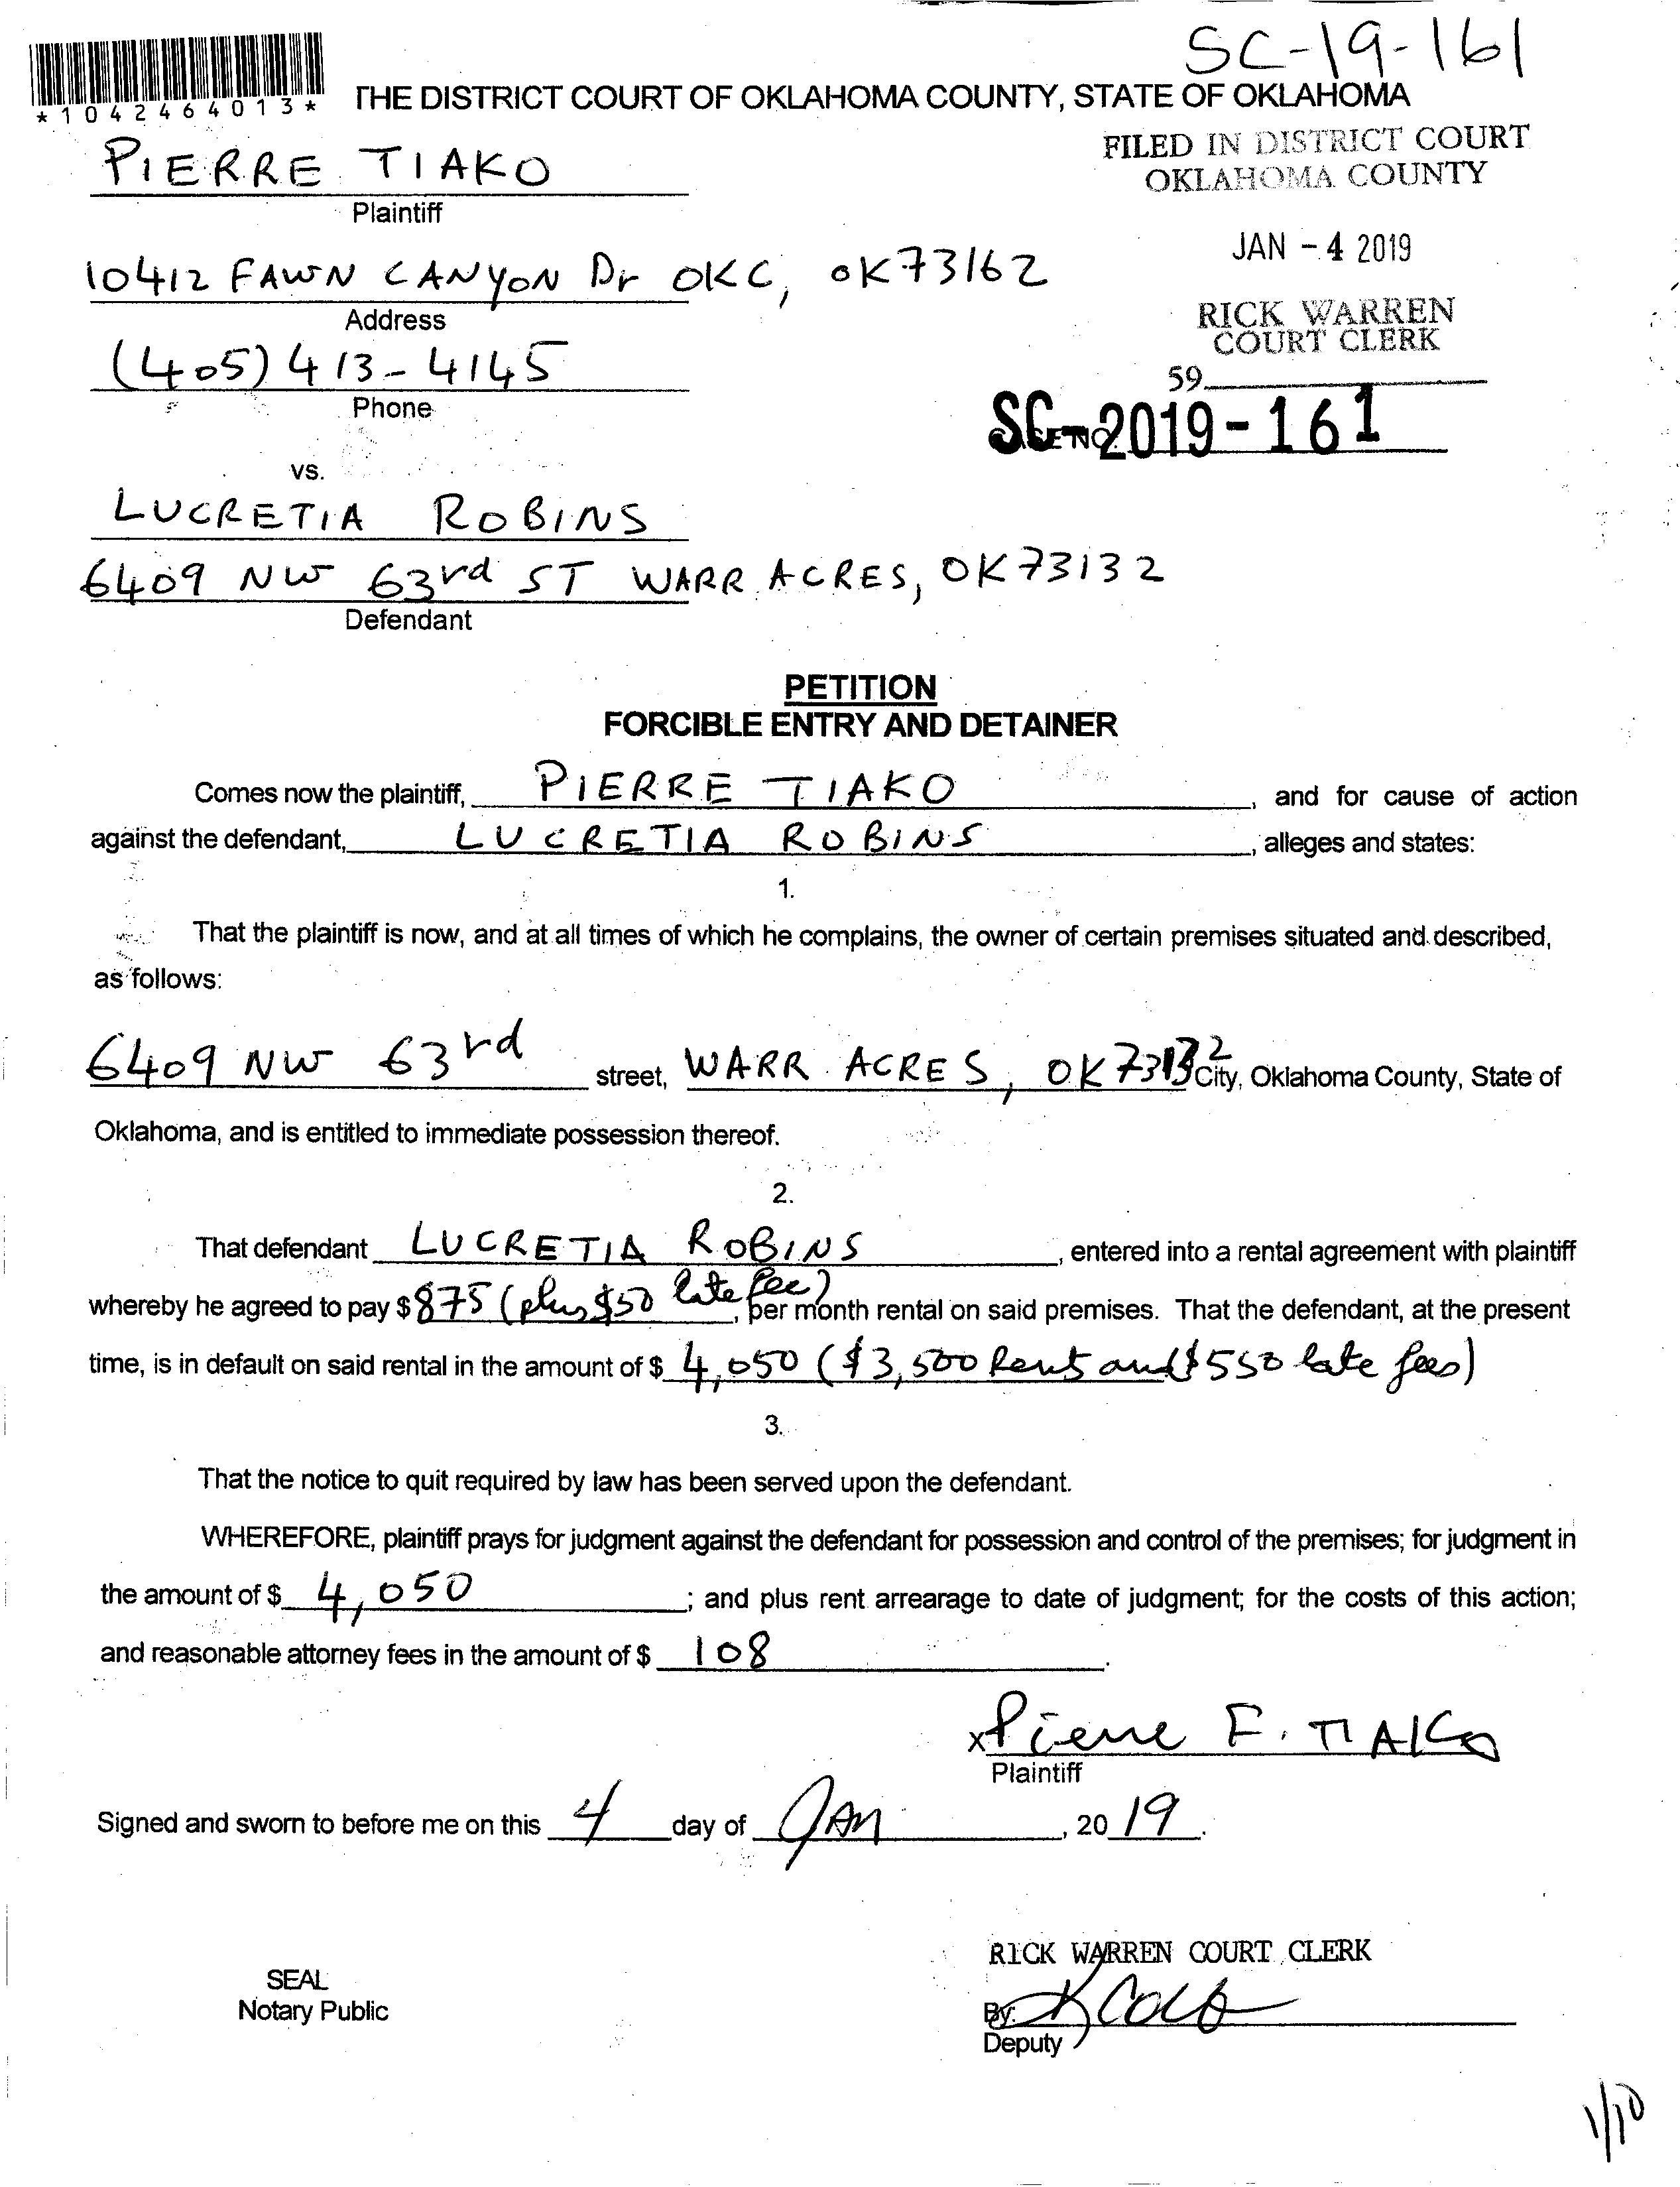 SC-19-161
*1042464013*
THE DISTRICT COURT OF OKLAHOMA COUNTY, STATE OF OKLAHOMA
FILED IN DISTRICT COURT
OKLAHOMA COUNTY
PIERRE TIAKO
Plaintiff
JAN - 4 2019
10412 FAWN CANYON Dr OKC, OK 73162
Address
RICK WARREN
COURT CLERK
(405) 413-4145
Phone
59
SC-2019-161
vs.
LUCRETIA ROBINS
6409 NW 63rd ST WARR ACRES, OK 73132
Defendant
PETITION
FORCIBLE ENTRY AND DETAINER
Comes now the plaintiff, PIERRE TIAKO, and for cause of action
against the defendant, LUCRETIA ROBINS, alleges and states:
1.
That the plaintiff is now, and at all times of which he complains, the owner of certain premises situated and described,
as follows:
6409 NW 63rd street, WARR ACRES, OK 73132 City, Oklahoma County, State of
Oklahoma, and is entitled to immediate possession thereof.
2.
That defendant LUCRETIA ROBINS, entered into a rental agreement with plaintiff
whereby he agreed to pay $ 875 (plus $50 late fee), per month rental on said premises. That the defendant, at the present
time, is in default on said rental in the amount of $ 4,050 ($3,500 Rent and $550 late fees)
3.
That the notice to quit required by law has been served upon the defendant.
WHEREFORE, plaintiff prays for judgment against the defendant for possession and control of the premises; for judgment in
the amount of $ 4,050; and plus rent arrearage to date of judgment; for the costs of this action;
and reasonable attorney fees in the amount of $ 108.
x Pierre F. TIAKO
Plaintiff
Signed and sworn to before me on this 4 day of JAN, 2019.
RICK WARREN COURT CLERK
SEAL
Notary Public
By:
Deputy
1/10